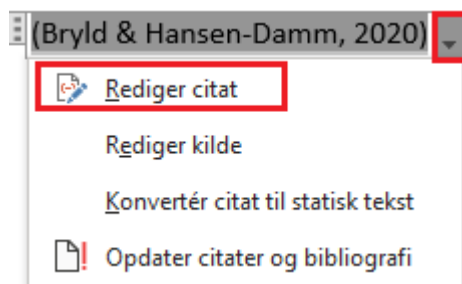 (Bryld & Hansen-Damm, 2020)
Rediger citat
Rediger kilde
Konvertér citat til statisk tekst
Opdater citater og bibliografi